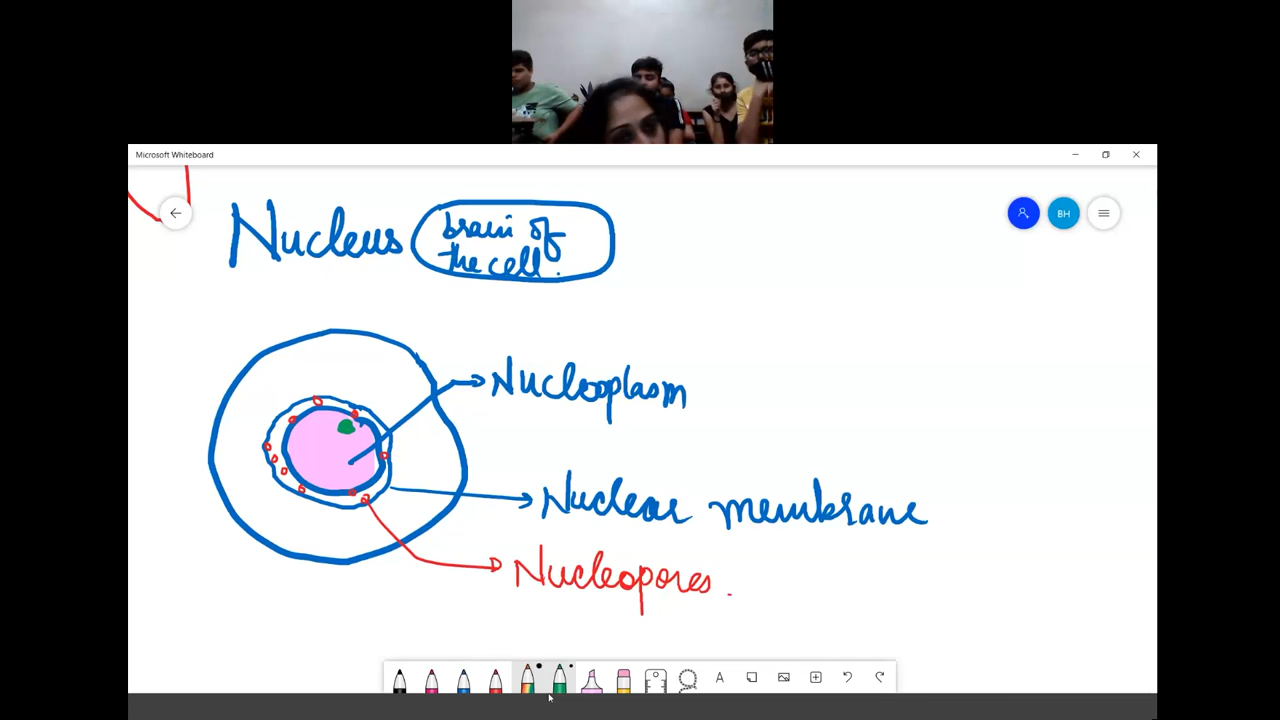 Microsoft Whiteboard
BH
Nucleus
brain of
the cell.
Nucleoplasm
Nuclear membrane
Nucleopores.
A